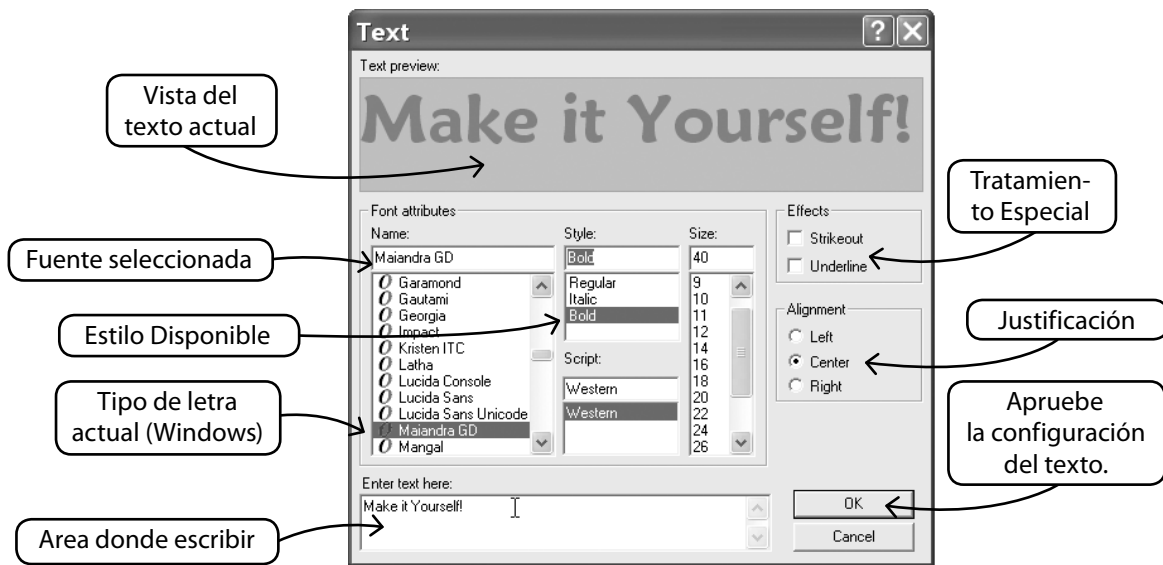 Text
Text preview:
Make it Yourself!
Vista del
texto actual
Font attributes
Name:
Style:
Size:
Maiandra GD
Bold
40
Garamond
Gautami
Georgia
Impact
Kristen ITC
Latha
Lucida Console
Lucida Sans
Lucida Sans Unicode
Maiandra GD
Mangal
Regular
Italic
Bold
Script:
Western
Western
9
10
11
12
14
16
18
20
22
24
26
Effects
Strikeout
Underline
Alignment
Left
Center
Right
Tratamien-
to Especial
Fuente seleccionada
Estilo Disponible
Justificación
Tipo de letra
actual (Windows)
Apruebe
la configuración
del texto.
Enter text here:
Make it Yourself!
Area donde escribir
OK
Cancel